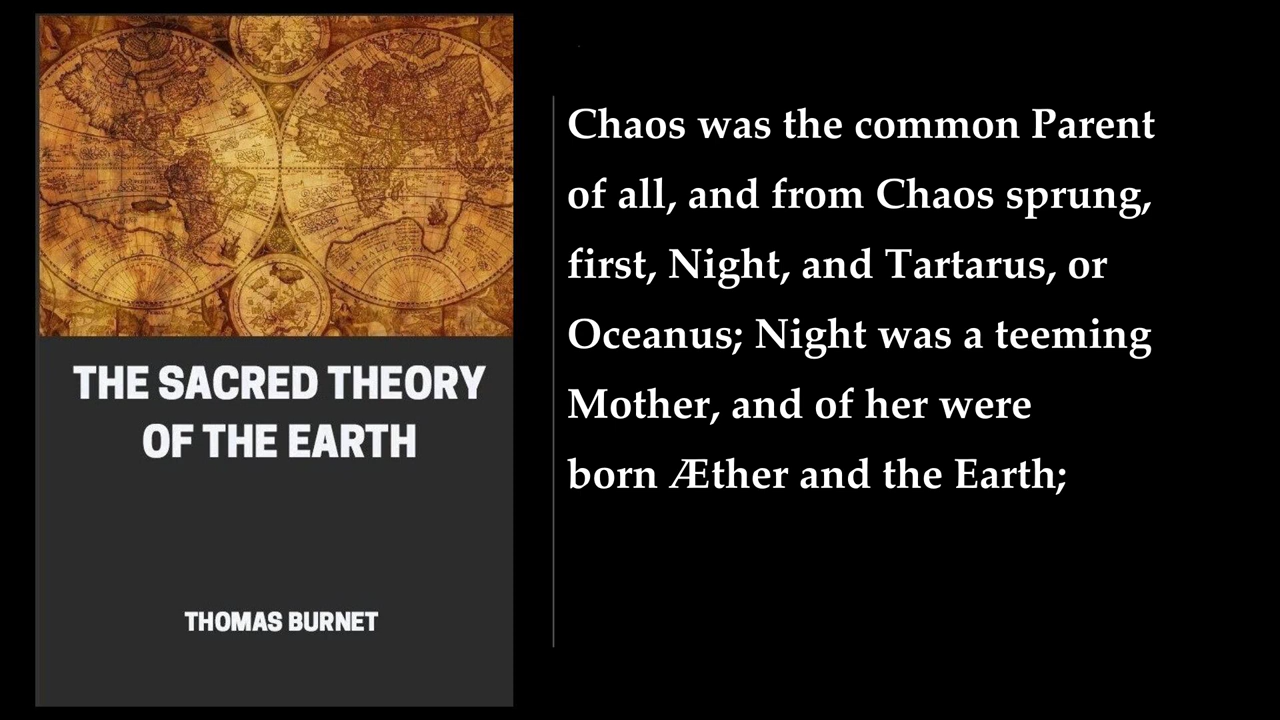 THE SACRED THEORY
OF THE EARTH
THOMAS BURNET
Chaos was the common Parent
of all, and from Chaos sprung,
first, Night, and Tartarus, or
Oceanus; Night was a teeming
Mother, and of her were
born Æther and the Earth;